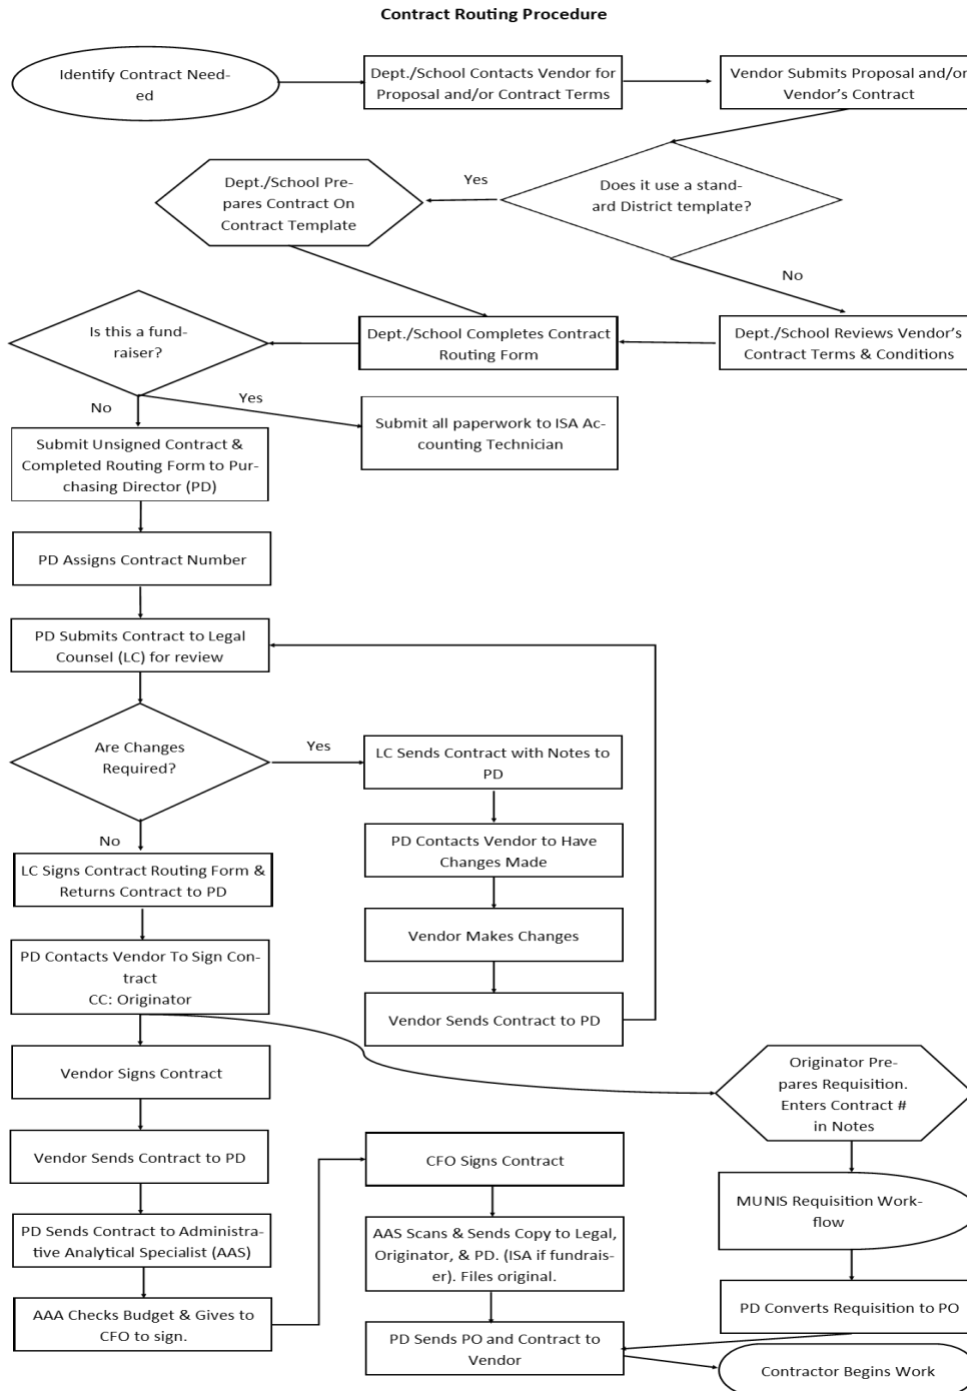 Contract Routing Procedure
Identify Contract Need-
ed
Dept./School Contacts Vendor for
Proposal and/or Contract Terms
Vendor Submits Proposal and/or
Vendor's Contract
Does it use a stand-
ard District template?
Yes
Dept./School Pre-
pares Contract On
Contract Template
No
Dept./School Reviews Vendor's
Contract Terms & Conditions
Dept./School Completes Contract
Routing Form
Is this a fund-
raiser?
Yes
Submit all paperwork to ISA Ac-
counting Technician
No
Submit Unsigned Contract &
Completed Routing Form to Pur-
chasing Director (PD)
PD Assigns Contract Number
PD Submits Contract to Legal
Counsel (LC) for review
Are Changes
Required?
Yes
LC Sends Contract with Notes to
PD
PD Contacts Vendor to Have
Changes Made
Vendor Makes Changes
Vendor Sends Contract to PD
No
LC Signs Contract Routing Form &
Returns Contract to PD
PD Contacts Vendor To Sign Con-
tract
CC: Originator
Vendor Signs Contract
Vendor Sends Contract to PD
PD Sends Contract to Administra-
tive Analytical Specialist (AAS)
AAA Checks Budget & Gives to
CFO to sign.
CFO Signs Contract
AAS Scans & Sends Copy to Legal,
Originator, & PD. (ISA if fundrais-
er). Files original.
PD Sends PO and Contract to
Vendor
Originator Pre-
pares Requisition.
Enters Contract #
in Notes
MUNIS Requisition Work-
flow
PD Converts Requisition to PO
Contractor Begins Work